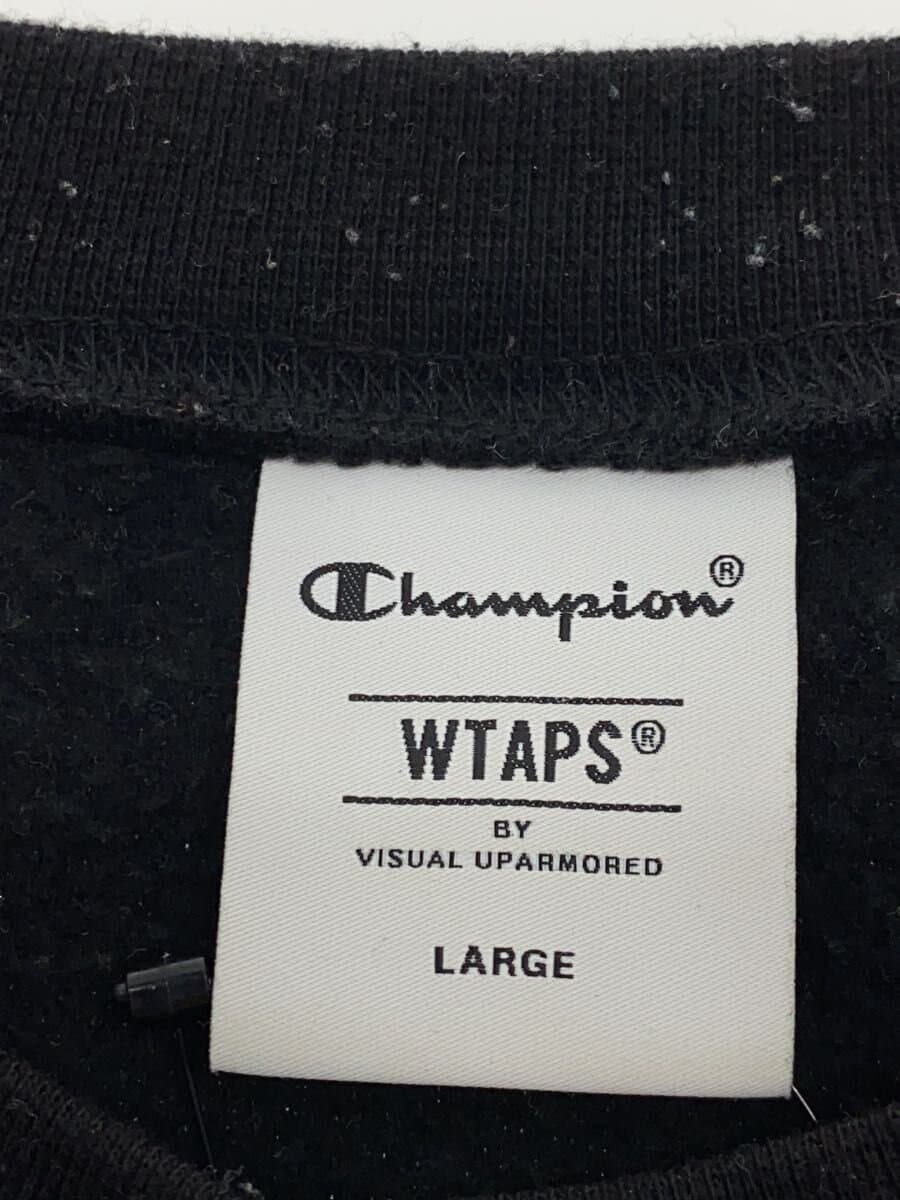 Champion®
WTAPS®
BY
VISUAL UPARMORED
LARGE